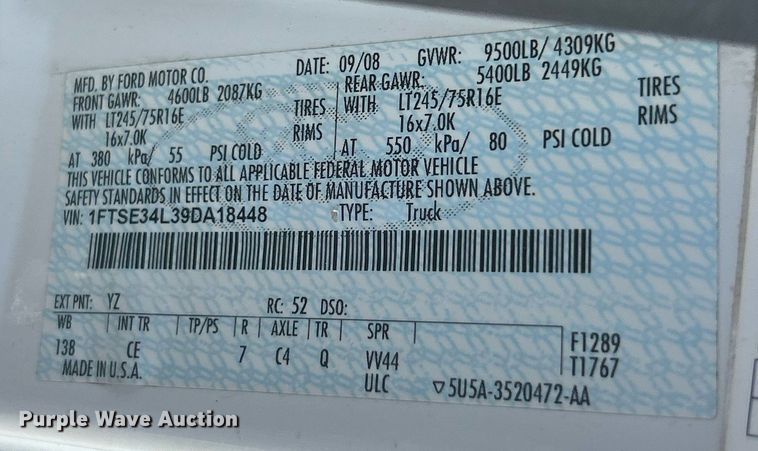 MFD. BY FORD MOTOR CO. DATE: 09/08 GVWR: 9500LB/ 4309KG
FRONT GAWR: 4600LB 2087KG REAR GAWR: 5400LB 2449KG
WITH LT245/75R16E TIRES WITH LT245/75R16E TIRES
16x7.0K RIMS 16x7.0K RIMS
AT 380 kPa/ 55 PSI COLD AT 550 kPa/ 80 PSI COLD
THIS VEHICLE CONFORMS TO ALL APPLICABLE FEDERAL MOTOR VEHICLE
SAFETY STANDARDS IN EFFECT ON THE DATE OF MANUFACTURE SHOWN ABOVE.
VIN: 1FTSE34L39DA18448 TYPE: Truck
EXT PNT: YZ RC: 52 DSO:
WB INT TR TP/PS R AXLE TR SPR F1289
138 CE 7 C4 Q VV44 T1767
MADE IN U.S.A. ULC ▽5U5A-3520472-AA
Purple Wave Auction